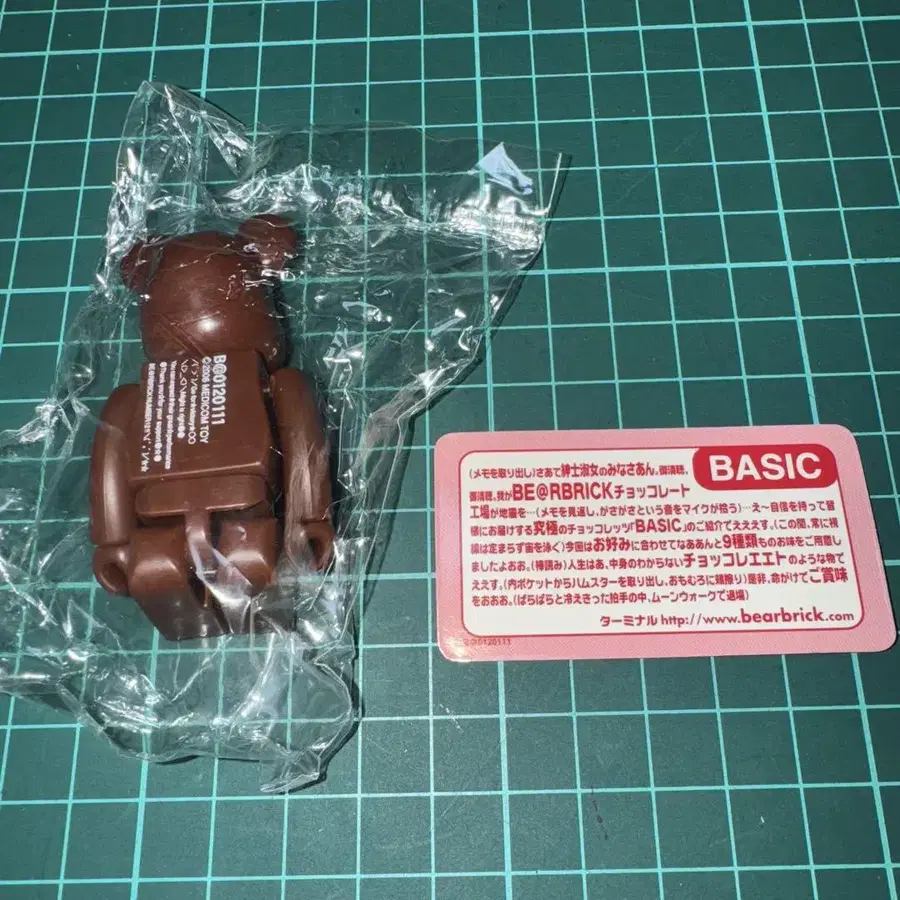 B@0120111
©2006 MEDICOM TOY
BASIC
(メモを取り出し)さあて紳士淑女のみなさあん。御清聴、
御清聴。我がBE@RBRICKチョッコレート
工場が地張を…(メモを見返し、がさがさという音をマイクが拾う)…え〜自信を持って皆
様にお届けする究極のチョッコレッツ「BASIC」のご紹介でえええす。(この間、常に視
線は定まらず宙を泳ぐ)今回はお好みに合わせてなああんと9種類ものお味をご用意し
ましたよおお。(棒読み)人生はあ、中身のわからないチョッコレエエトのような物で
ええす。(内ポケットからハムスターを取り出し、おもむろに頬擦り)是非、命がけでご賞味
をおおお。(ぱらぱらと冷えきった拍手の中、ムーンウォークで退場)
ターミナル http://www.bearbrick.com
B@0120111